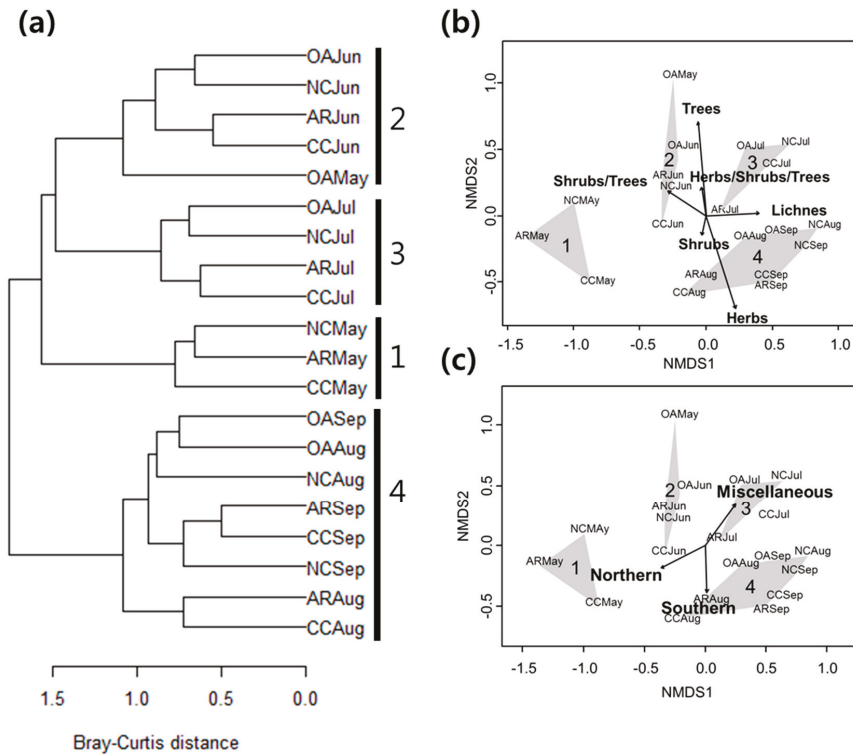 (a)
OAJun
NCJun
ARJun
CCJun
OAMay
2
OAJul
NCJul
ARJul
CCJul
3
NCMay
ARMay
CCMay
1
OASep
OAAug
NCAug
ARSep
CCSep
NCSep
ARAug
CCAug
4
1.5 1.0 0.5 0.0
Bray-Curtis distance
(b)
NMDS2
1.0
0.5
0.0
-0.5
OAMay
Trees
OAJun
2
OAJul
NCJul
3
CCJul
ARJun
Herbs/Shrubs/Trees
NCJun
Shrubs/Trees
NCMAy
ARJul
Lichnes
CCJun
NCAug
OASep
ARMay
1
Shrubs
OAAug
NCSep
4
CCMay
ARAug
CCSep
CCAug
ARSep
Herbs
-1.5 -1.0 -0.5 0.0 0.5 1.0
NMDS1
(c)
NMDS2
1.0
0.5
0.0
-0.5
OAMay
2
OAJun
OAJul
NCJul
Miscellaneous
ARJun
3
NCJun
CCJul
NCMAy
ARJul
CCJun
OASep
NCAug
ARMay
1
Northern
OAAug
NCSep
4
CCMay
ARAug
CCSep
Southern
ARSep
CCAug
-1.5 -1.0 -0.5 0.0 0.5 1.0
NMDS1